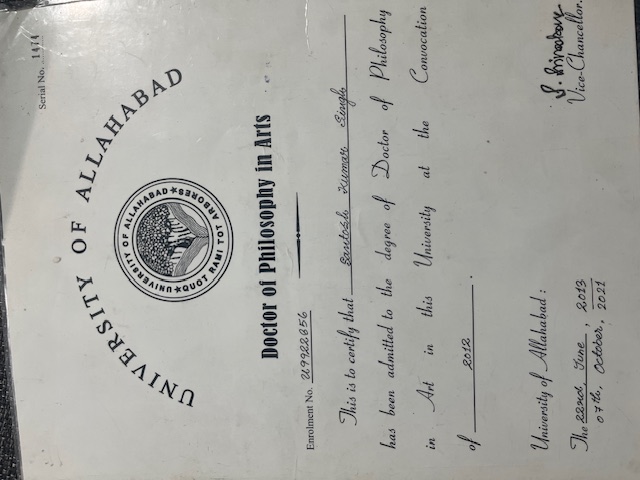 Serial No. 1474
UNIVERSITY OF ALLAHABAD
UNIVERSITY OF ALLAHABAD ★ QUOT RAMI TOT ARBORES ★
Doctor of Philosophy in Arts
Enrolment No. U9922656
This is to certify that Santosh Kumar Singh
has been admitted to the degree of Doctor of Philosophy
in Art in this University at the Convocation
of 2012.
University of Allahabad:
The 22nd, June, 2013
07th, October, 2021
Vice-Chancellor.